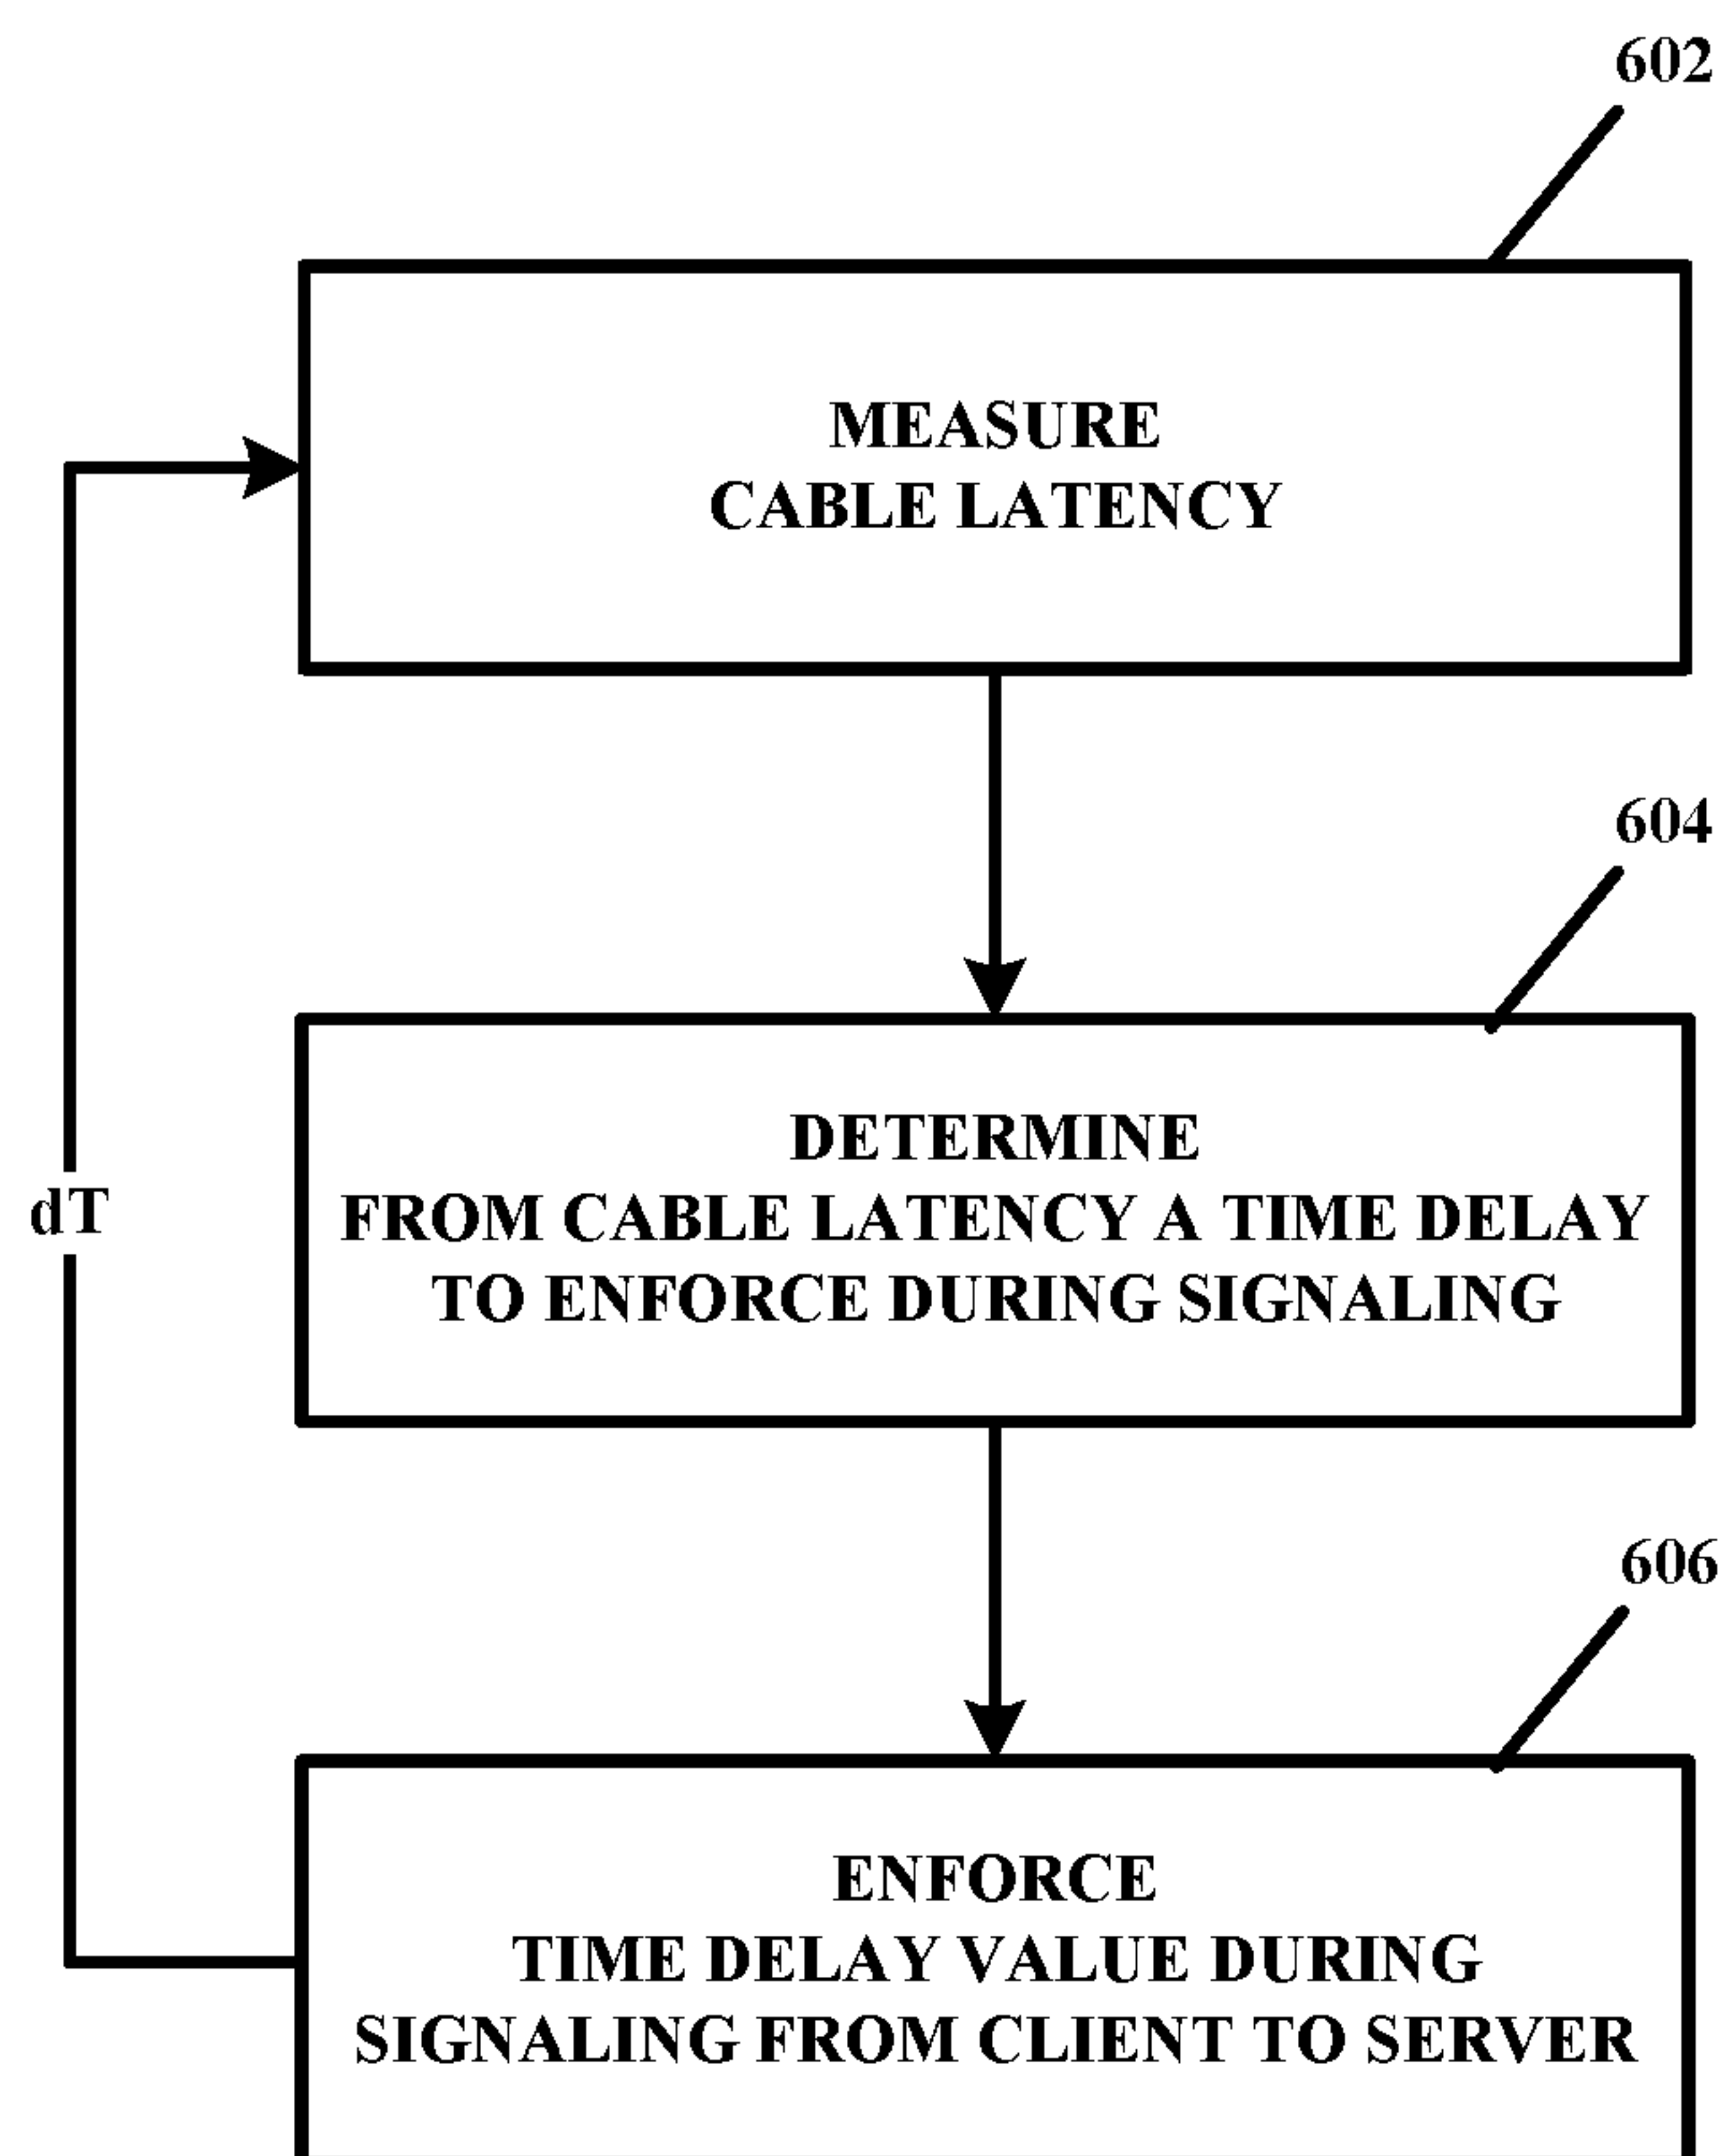 602
MEASURE
CABLE LATENCY
604
DETERMINE
FROM CABLE LATENCY A TIME DELAY
TO ENFORCE DURING SIGNALING
dT
606
ENFORCE
TIME DELAY VALUE DURING
SIGNALING FROM CLIENT TO SERVER